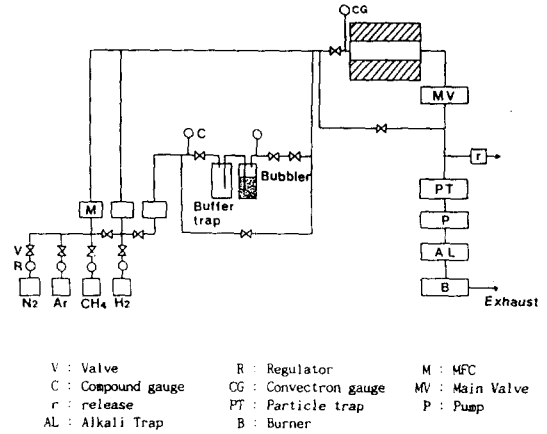 CG
MV
C
r
Bubbler
Buffer
trap
M
PT
P
V
AL
R
B
N2 Ar CH4 H2
Exhaust
V : Valve R : Regulator M : MFC
C : Compound gauge CG : Convectron gauge MV : Main Valve
r : release PT : Particle trap P : Pump
AL : Alkali Trap B : Burner